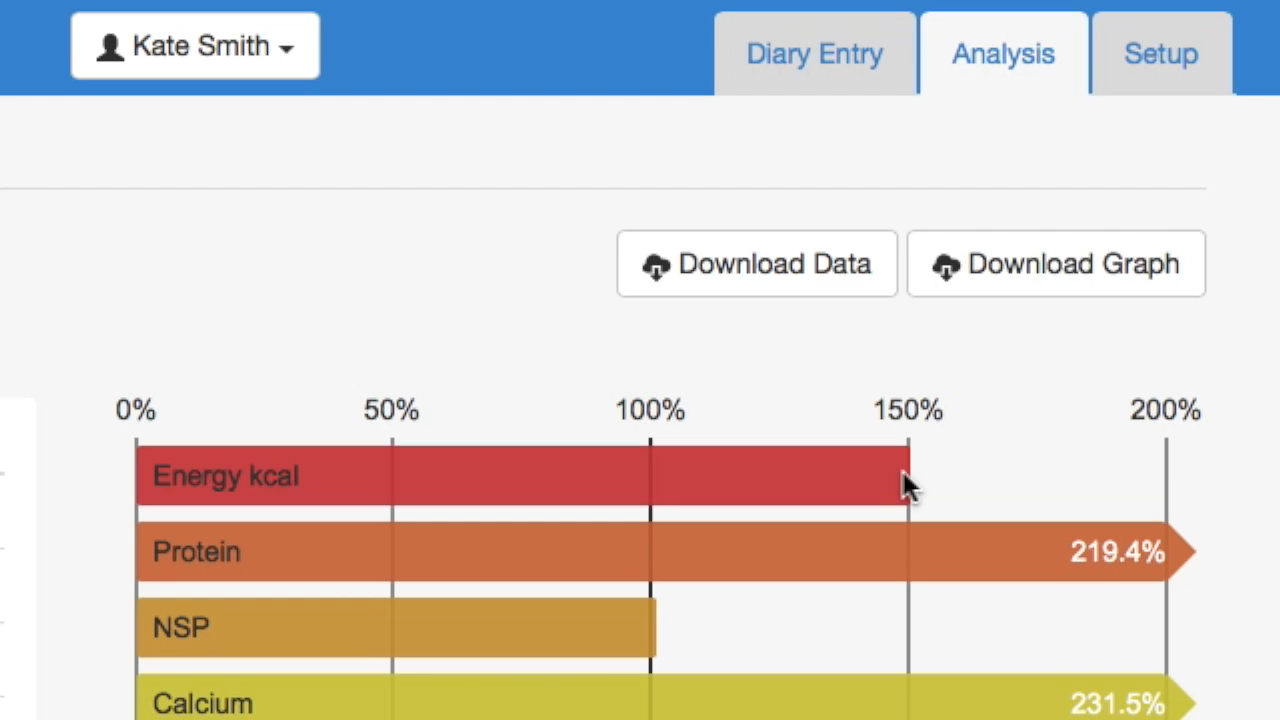 Kate Smith
Diary Entry
Analysis
Setup
Download Data
Download Graph
0% 50% 100% 150% 200%
Energy kcal
Protein 219.4%
NSP
Calcium 231.5%